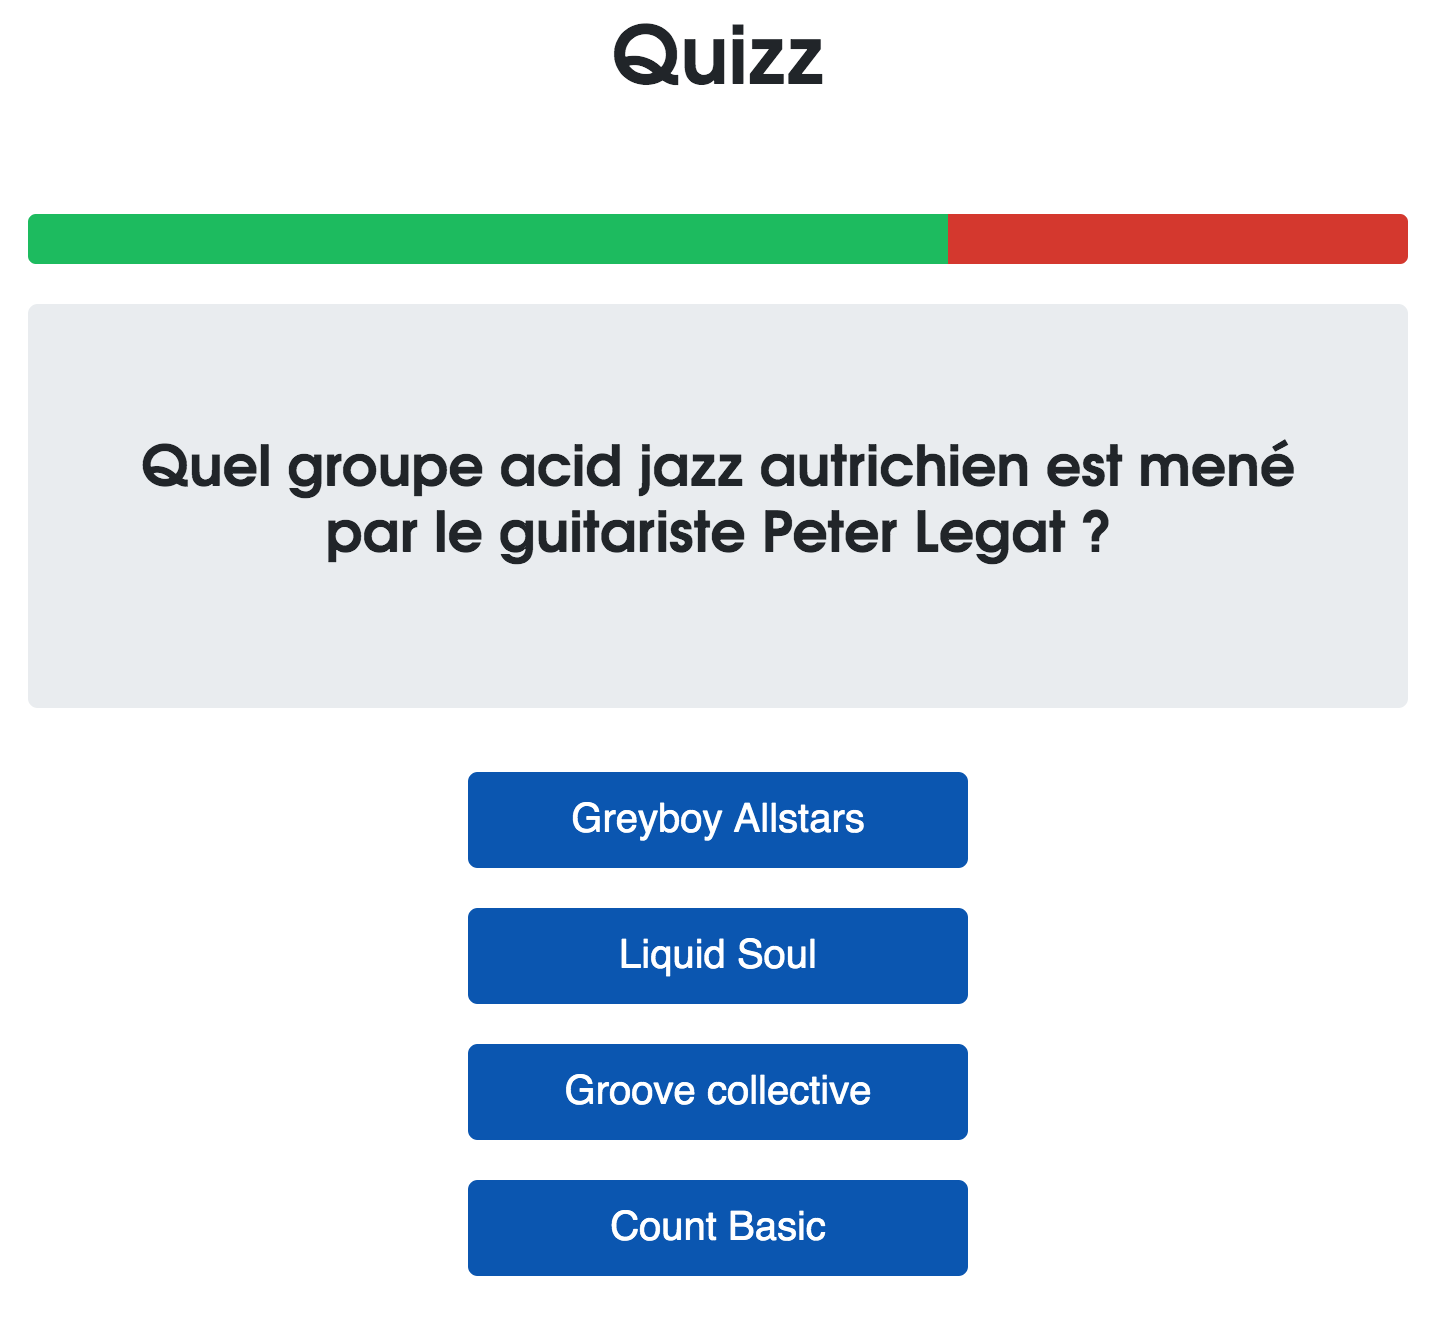 Quizz
Quel groupe acid jazz autrichien est mené
par le guitariste Peter Legat ?
Greyboy Allstars
Liquid Soul
Groove collective
Count Basic